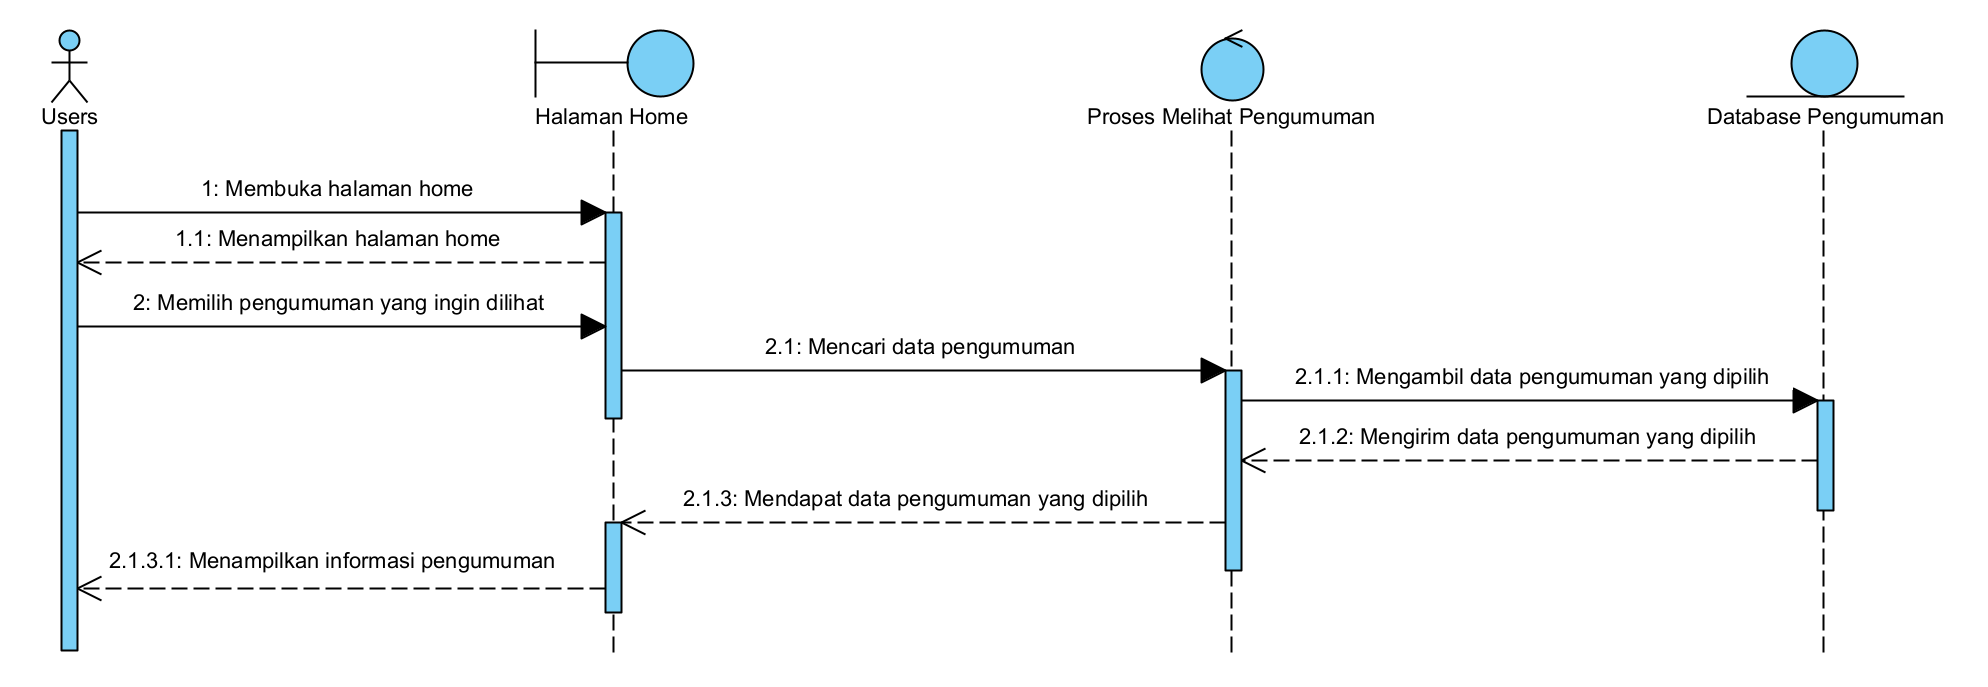 Users
Halaman Home
Proses Melihat Pengumuman
Database Pengumuman
1: Membuka halaman home
1.1: Menampilkan halaman home
2: Memilih pengumuman yang ingin dilihat
2.1: Mencari data pengumuman
2.1.1: Mengambil data pengumuman yang dipilih
2.1.2: Mengirim data pengumuman yang dipilih
2.1.3: Mendapat data pengumuman yang dipilih
2.1.3.1: Menampilkan informasi pengumuman